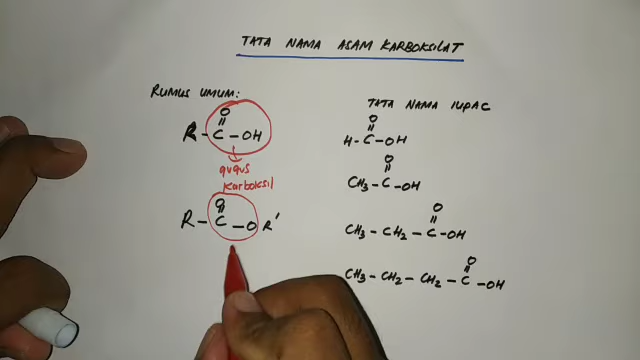 TATA NAMA ASAM KARBOKSILAT
RUMUS UMUM:
O
||
R - C - OH
gugus
karboksil
O
||
R - C - O R'
TATA NAMA IUPAC
O
||
H - C - OH
O
||
CH3 - C - OH
O
||
CH3 - CH2 - C - OH
O
||
CH3 - CH2 - CH2 - C - OH